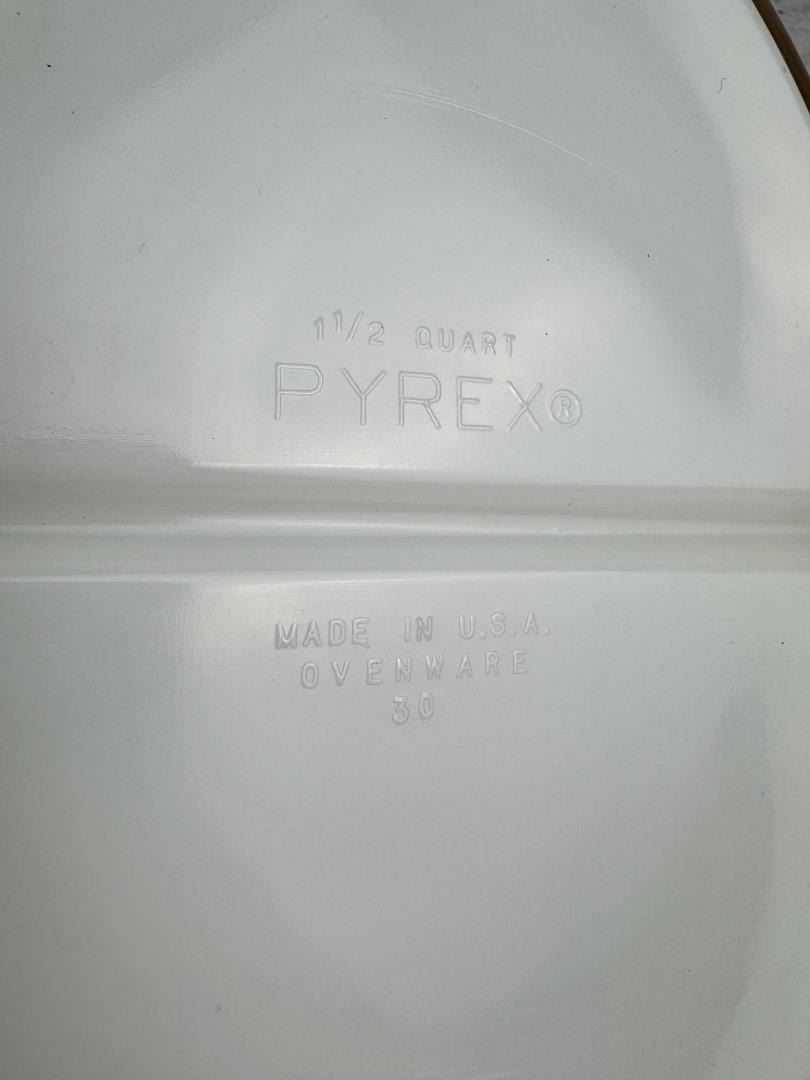 1 1/2 QUART
PYREX®
MADE IN U.S.A.
OVENWARE
30